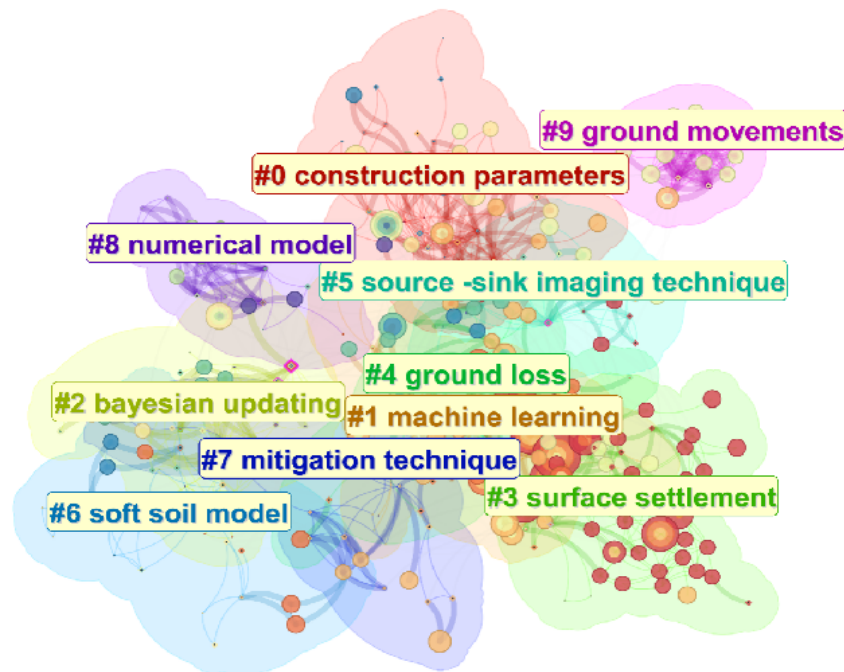 #9 ground movements
#0 construction parameters
#8 numerical model
#5 source -sink imaging technique
#4 ground loss
#2 bayesian updating
#1 machine learning
#7 mitigation technique
#3 surface settlement
#6 soft soil model